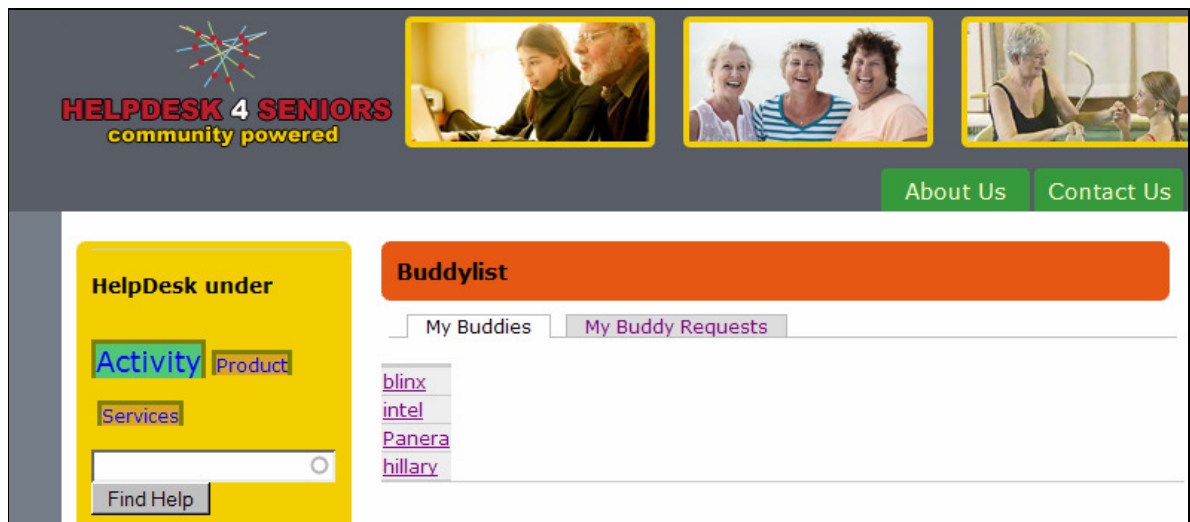 HELPDESK 4 SENIORS
community powered
About Us Contact Us
HelpDesk under
Activity Product
Services
Find Help
Buddylist
My Buddies My Buddy Requests
blinx
intel
Panera
hillary